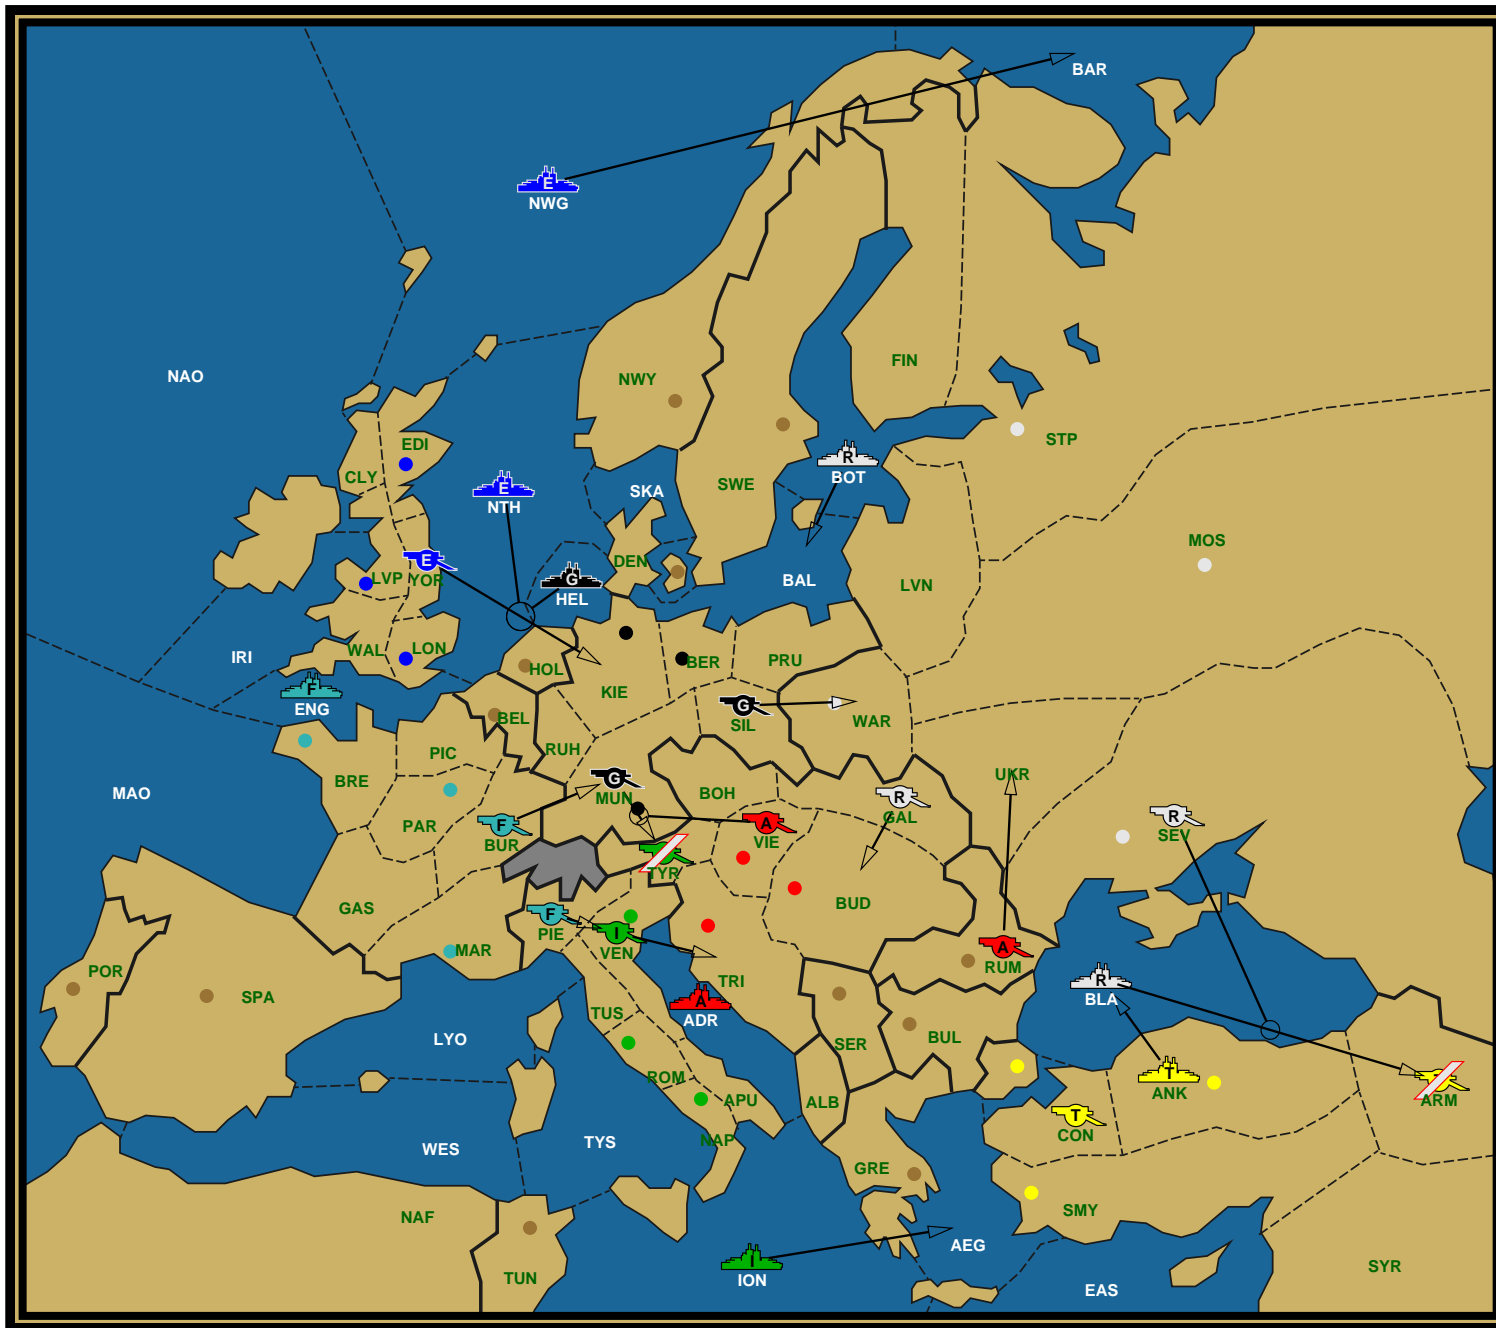 BAR
E
NWG
NAO
FIN
NWY
EDI
STP
CLY
R
BOT
SWE
SKA
E
NTH
MOS
E
LVP YOR
DEN
G
HEL
BAL
LVN
WAL
LON
IRI
HOL
BER
PRU
F
ENG
KIE
G
SIL
WAR
BEL
RUH
PIC
BRE
G
MUN
BOH
UKR
MAO
R
GAL
R
SEV
PAR
F
BUR
A
VIE
TYR
GAS
BUD
F
PIE
I
VEN
A
RUM
MAR
POR
SPA
TRI
R
BLA
A
ADR
TUS
LYO
SER
BUL
ROM
T
ANK
ARM
APU
ALB
T
CON
NAP
WES
TYS
GRE
NAF
SMY
AEG
I
ION
TUN
SYR
EAS